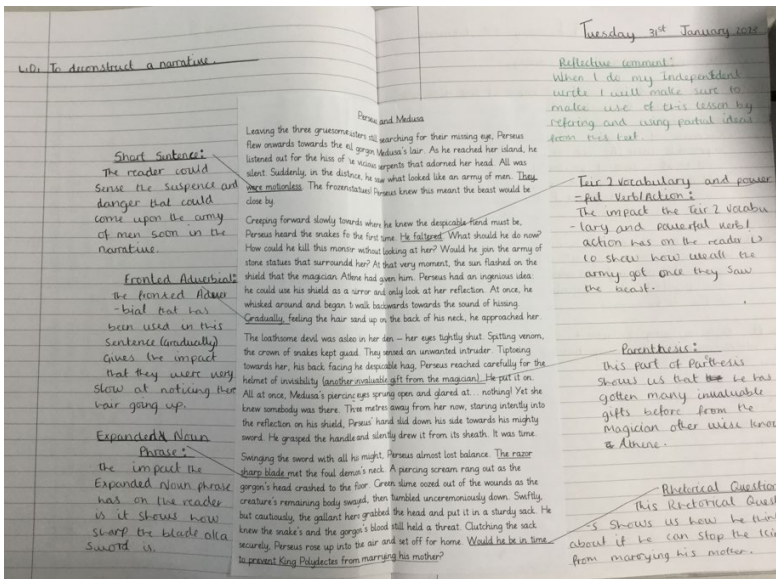 L.O: To deconstruct a narrative.
Short Sentence:
The reader could
sense the suspense and
danger that could
come upon the army
of men soon in the
narrative.
Fronted Adverbial:
The fronted Adver
-bial that has
been used in this
sentence (Gradually)
gives the impact
that they were very
slow at noticing their
hair going up.
Expanded Noun
Phrase:
the impact the
Expanded Noun phrase
has on the reader
is it shows how
sharp the blade aka
sword is.
Perseus and Medusa
Leaving the three gruesome sisters still searching for their missing eye, Perseus
flew onwards towards the evil gorgon Medusa's lair. As he reached her island, he
listened out for the hiss of the vicious serpents that adorned her head. All was
silent. Suddenly, in the distnce, he saw what looked like an army of men. They
were motionless. The frozen statues! Perseus knew this meant the beast would be
close by.
Creeping forward slowly towards where he knew the despicable fiend must be,
Perseus heard the snakes fo the first time. He faltered. What should he do now?
How could he kill this monstr without looking at her? Would he join the army of
stone statues that surroundd her? At that very moment, the sun flashed on the
shield that the magician Athene had given him. Perseus had an ingenious idea:
he could use his shield as a mirror and only look at her reflection. At once, he
whisked around and began t walk backwards towards the sound of hissing.
Gradually, feeling the hair sand up on the back of his neck, he approached her.
The loathsome devil was asleep in her den – her eyes tightly shut. Spitting venom,
the crown of snakes kept guard. They sensed an unwanted intruder. Tiptoeing
towards her, his back facing he despicable hag, Perseus reached carefully for the
helmet of invisibility (another invaluable gift from the magician). He put it on.
All at once, Medusa's piercing eyes sprung open and glared at. . . nothing! Yet she
knew somebody was there. Three metres away from her now, staring intently into
the reflection on his shield, Perseus' hand slid down his side towards his mighty
sword. He grasped the handle and silently drew it from its sheath. It was time.
Swinging the sword with all his might, Perseus almost lost balance. The razor
sharp blade met the foul demon's neck. A piercing scream rang out as the
gorgon's head crashed to the floor. Green slime oozed out of the wounds as the
creature's remaining body swayed, then tumbled unceremoniously down. Swiftly,
but cautiously, the gallant hero grabbed the head and put it in a sturdy sack. He
knew the snake's and the gorgon's blood still held a threat. Clutching the sack
securely, Perseus rose up into the air and set off for home. Would he be in time
to prevent King Polydectes from marrying his mother?
Tuesday 31st January
Reflective comment:
When I do my Independent
write I will make sure to
make use of this lesson by
refering and using partial ideas
from this text.
Teir 2 vocabulary and power
-ful verb/Action:
The impact the Teir 2 Vocabu
-lary and powerful verb/
action has on the reader is
to show how weak the
army got once they saw
the beast.
Parenthesis:
this part of Parthesis
shows us that he has
gotten many invaluable
gifts before from the
magician other wise know
Athene.
Rhetorical Question
This Rhetorical Quest
s shows us how he thin
about if he can stop the Kin
from marrying his mother.